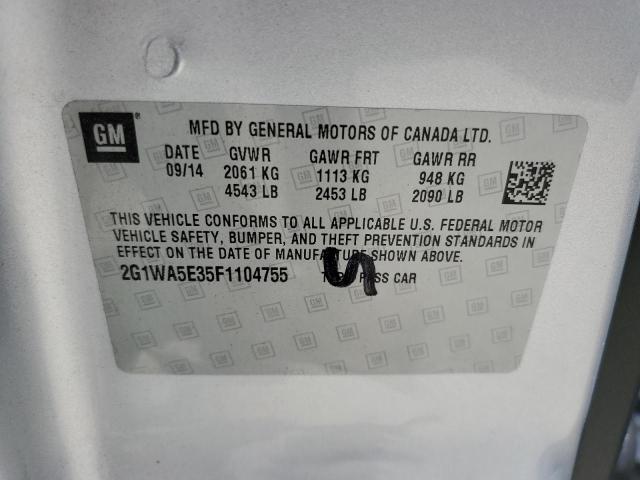 GM
MFD BY GENERAL MOTORS OF CANADA LTD.
DATE GVWR GAWR FRT GAWR RR
09/14 2061 KG 1113 KG 948 KG
4543 LB 2453 LB 2090 LB
THIS VEHICLE CONFORMS TO ALL APPLICABLE U.S. FEDERAL MOTOR
VEHICLE SAFETY, BUMPER, AND THEFT PREVENTION STANDARDS IN
EFFECT ON THE DATE OF MANUFACTURE SHOWN ABOVE.
2G1WA5E35F1104755 PASS CAR